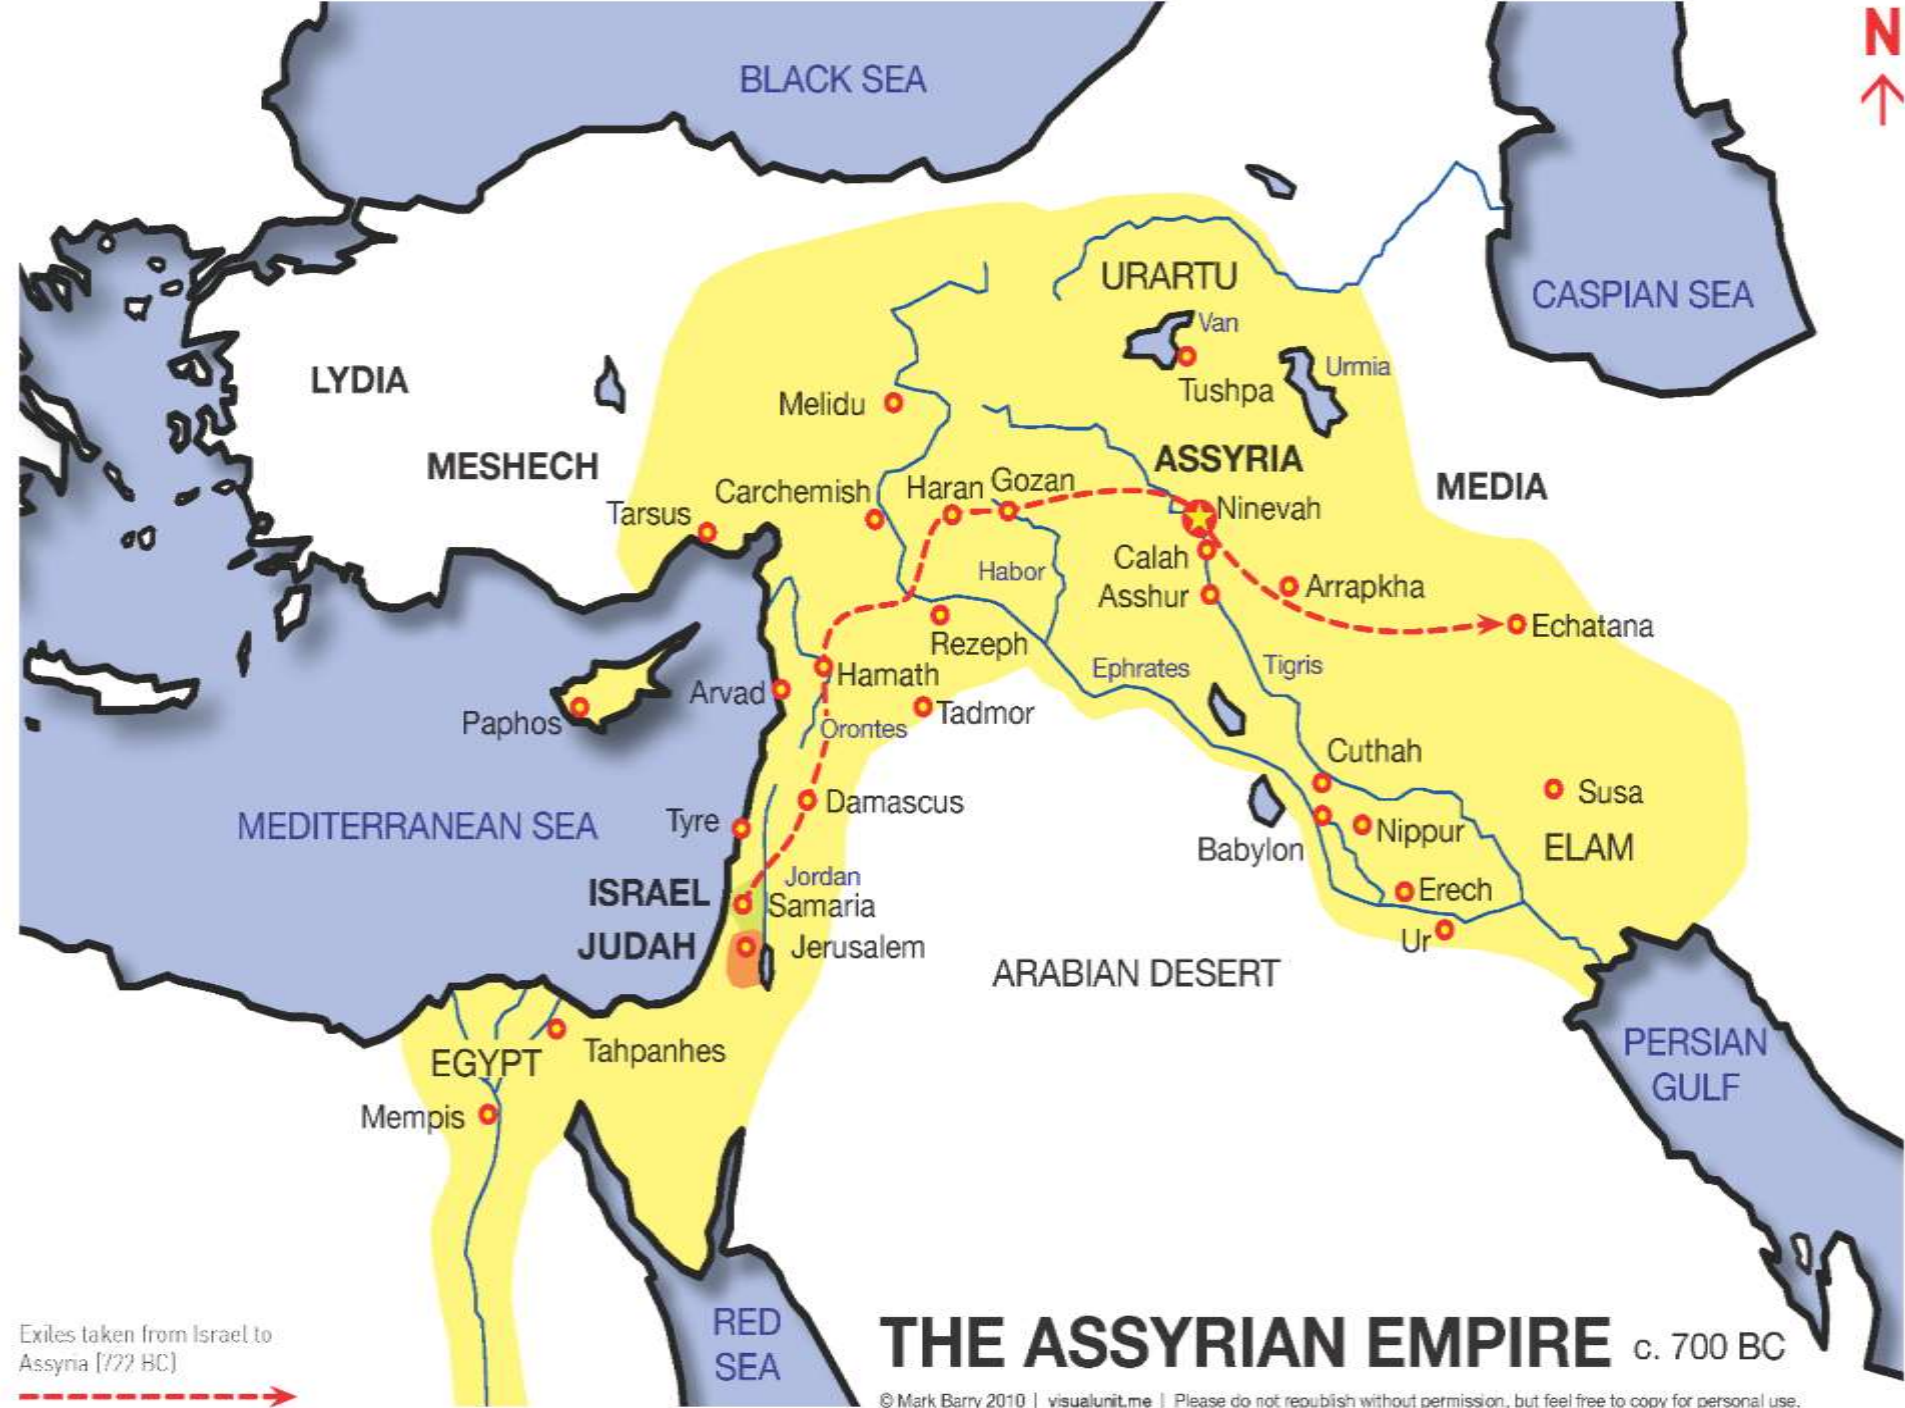 N
BLACK SEA
CASPIAN SEA
URARTU
Van
Urmia
Tushpa
LYDIA
Melidu
MESHECH
ASSYRIA
MEDIA
Carchemish
Haran
Gozan
Tarsus
Ninevah
Calah
Habor
Asshur
Arrapkha
Echatana
Rezeph
Ephrates
Tigris
Hamath
Arvad
Paphos
Tadmor
Orontes
Cuthah
Damascus
Susa
MEDITERRANEAN SEA
Tyre
Nippur
Babylon
ELAM
Jordan
ISRAEL
Samaria
Erech
JUDAH
Jerusalem
Ur
ARABIAN DESERT
EGYPT
Tahpanhes
PERSIAN
GULF
Mempis
RED
SEA
Exiles taken from Israel to
Assyria (722 BC)
THE ASSYRIAN EMPIRE c. 700 BC
© Mark Barry 2010 | visualunit.me | Please do not republish without permission, but feel free to copy for personal use.